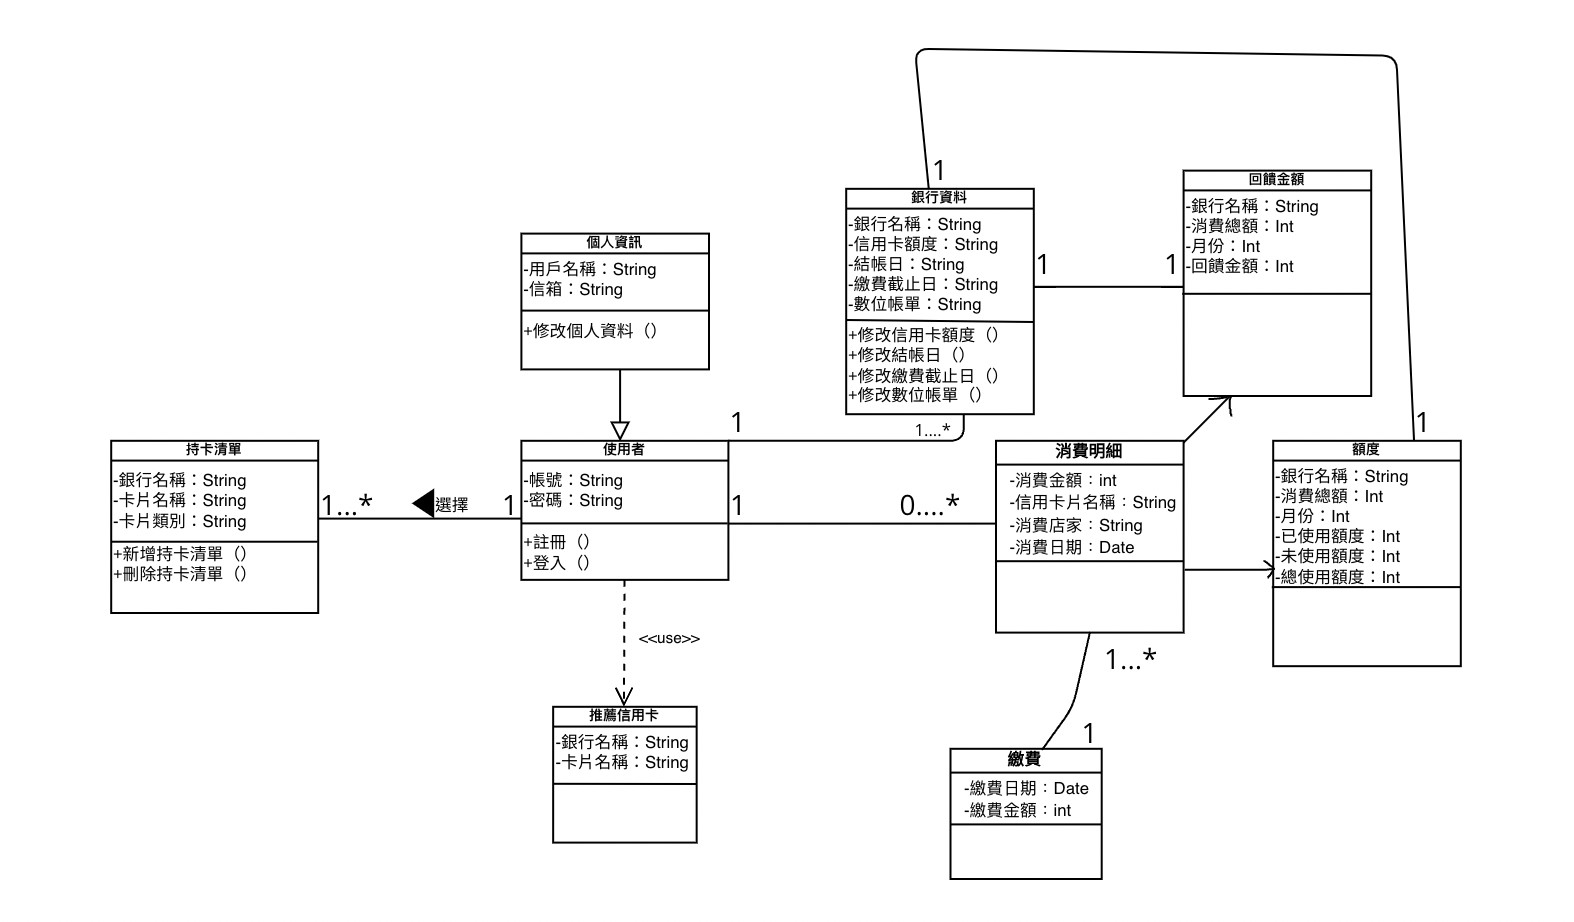 1
銀行資料
-銀行名稱：String
-信用卡額度：String
-結帳日：String
-繳費截止日：String
-數位帳單：String
+修改信用卡額度（）
+修改結帳日（）
+修改繳費截止日（）
+修改數位帳單（）
1
1
回饋金額
-銀行名稱：String
-消費總額：Int
-月份：Int
-回饋金額：Int
個人資訊
-用戶名稱：String
-信箱：String
+修改個人資料（）
1
1....*
1
持卡清單
-銀行名稱：String
-卡片名稱：String
-卡片類別：String
+新增持卡清單（）
+刪除持卡清單（）
1...*
選擇
1
使用者
-帳號：String
-密碼：String
+註冊（）
+登入（）
1
0....*
消費明細
-消費金額：int
-信用卡片名稱：String
-消費店家：String
-消費日期：Date
額度
-銀行名稱：String
-消費總額：Int
-月份：Int
-已使用額度：Int
-未使用額度：Int
-總使用額度：Int
<<use>>
1...*
1
推薦信用卡
-銀行名稱：String
-卡片名稱：String
繳費
-繳費日期：Date
-繳費金額：int